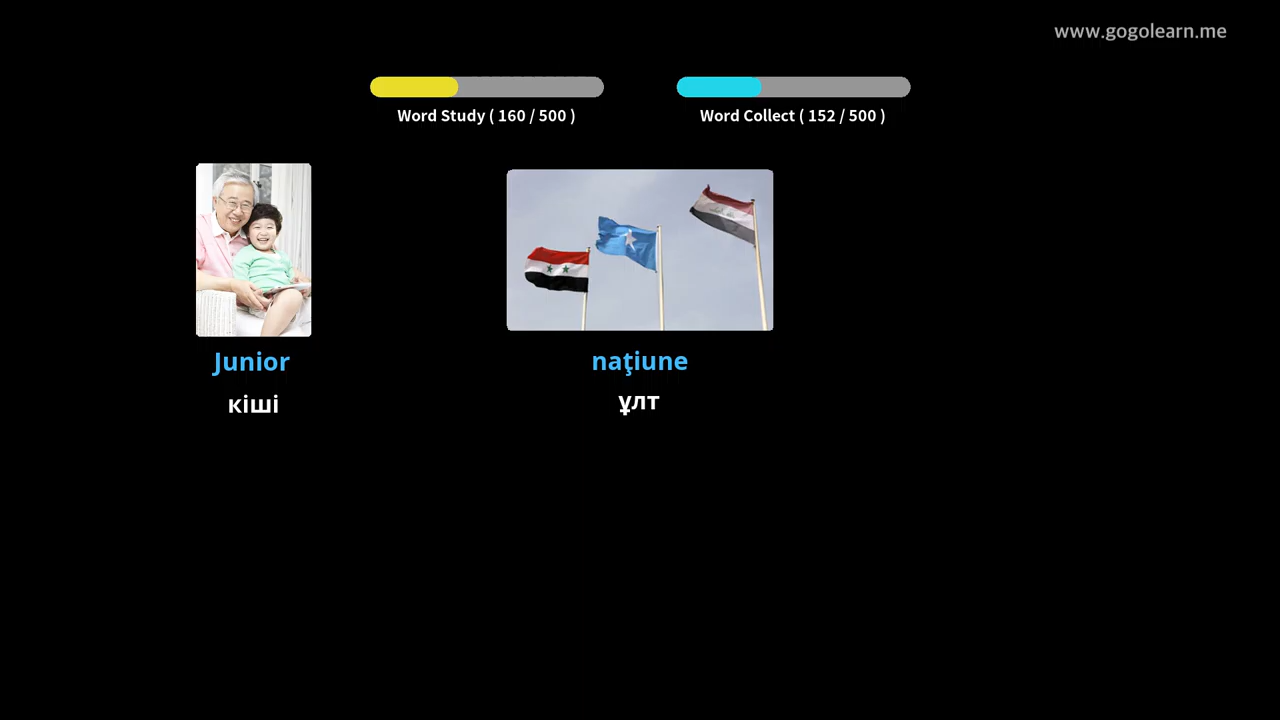 www.gogolearn.me
Word Study ( 160 / 500 )
Word Collect ( 152 / 500 )
Junior
кіші
naţiune
ұлт